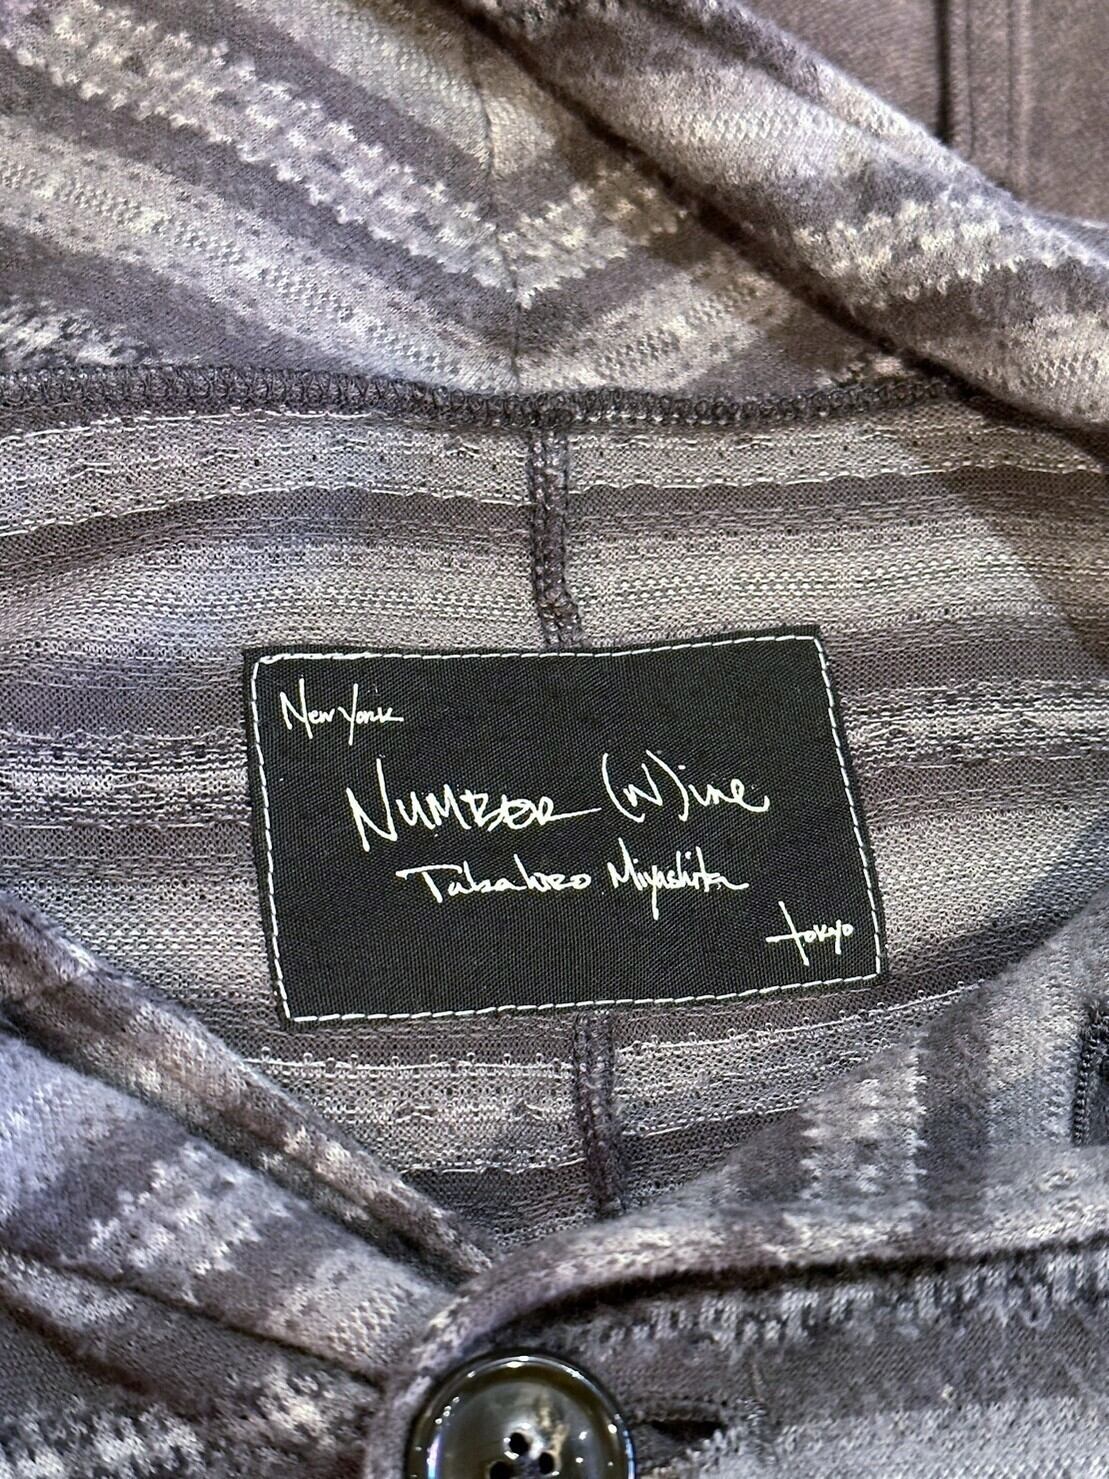 New York
NUMBER (N)ine
Takahiro Miyashita
tokyo